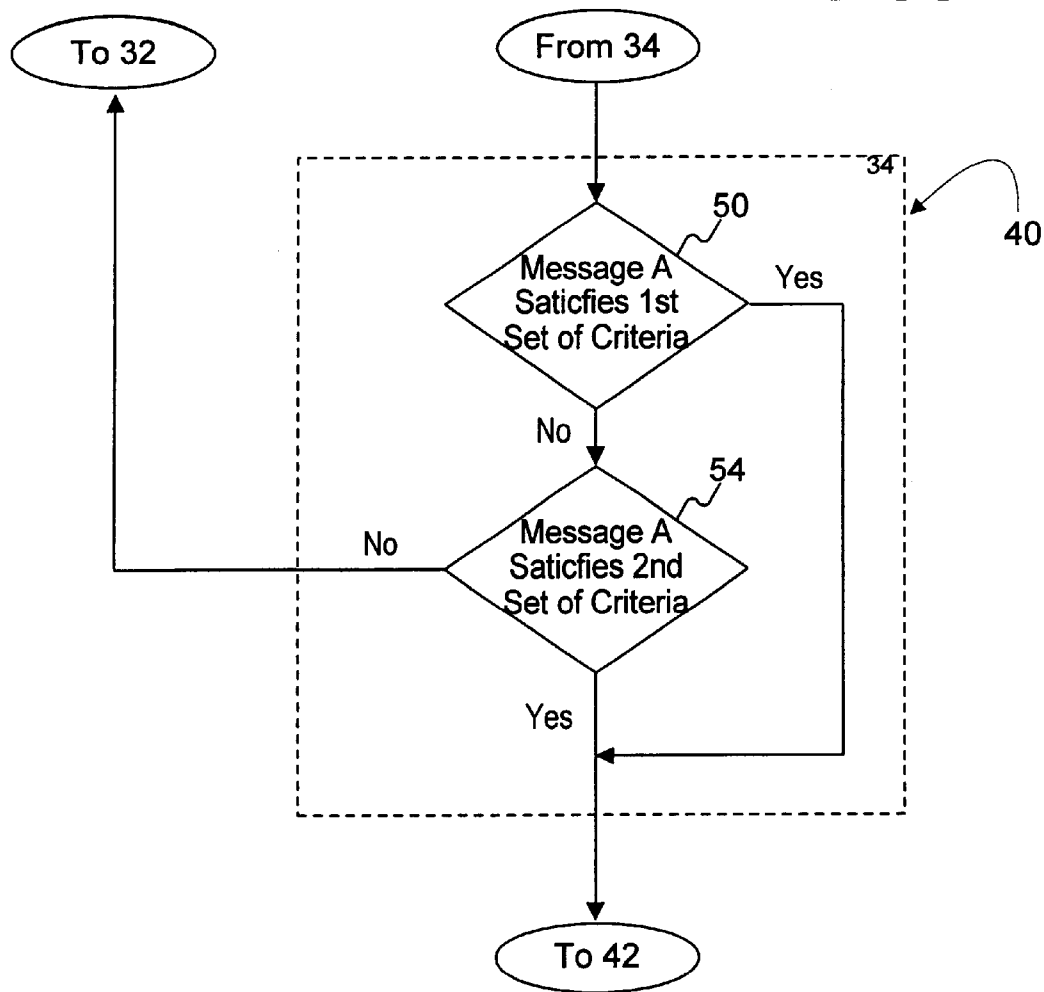 To 32
From 34
34
40
50
Message A
Saticfies 1st
Set of Criteria
Yes
No
54
Message A
Saticfies 2nd
Set of Criteria
No
Yes
To 42